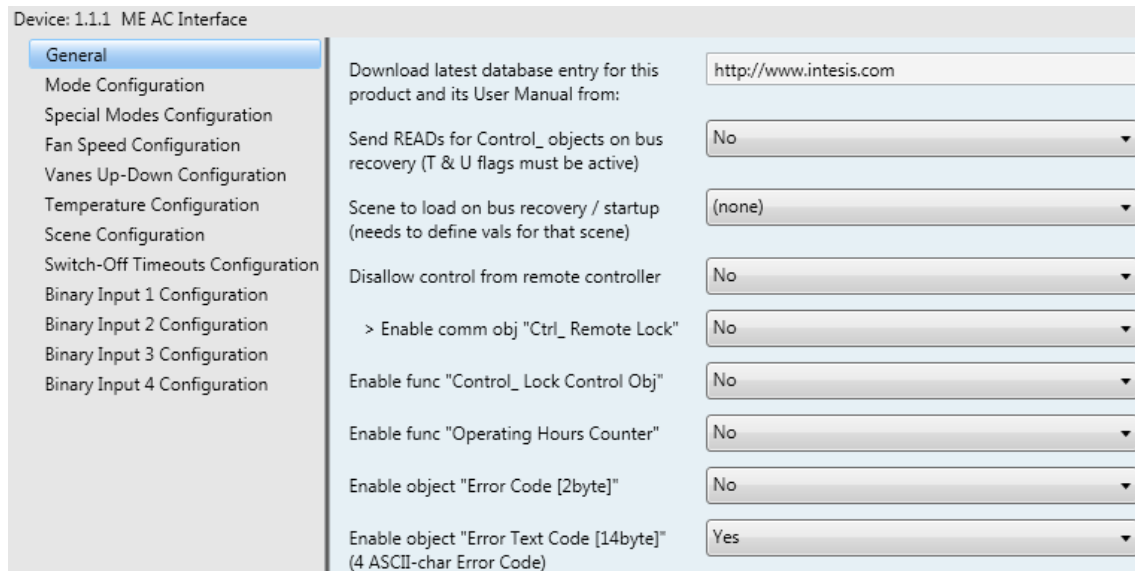 Device: 1.1.1 ME AC Interface
General
Mode Configuration
Special Modes Configuration
Fan Speed Configuration
Vanes Up-Down Configuration
Temperature Configuration
Scene Configuration
Switch-Off Timeouts Configuration
Binary Input 1 Configuration
Binary Input 2 Configuration
Binary Input 3 Configuration
Binary Input 4 Configuration
Download latest database entry for this
product and its User Manual from:
http://www.intesis.com
Send READs for Control_ objects on bus
recovery (T & U flags must be active)
No
Scene to load on bus recovery / startup
(needs to define vals for that scene)
(none)
Disallow control from remote controller
No
> Enable comm obj "Ctrl_ Remote Lock"
No
Enable func "Control_ Lock Control Obj"
No
Enable func "Operating Hours Counter"
No
Enable object "Error Code [2byte]"
No
Enable object "Error Text Code [14byte]"
(4 ASCII-char Error Code)
Yes